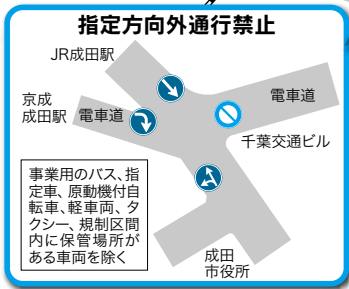 指定方向外通行禁止
JR成田駅
京成
成田駅
電車道
電車道
千葉交通ビル
事業用のバス、指
定車、原動機付自
転車、軽車両、タ
クシー、規制区間
内に保管場所が
ある車両を除く
成田
市役所